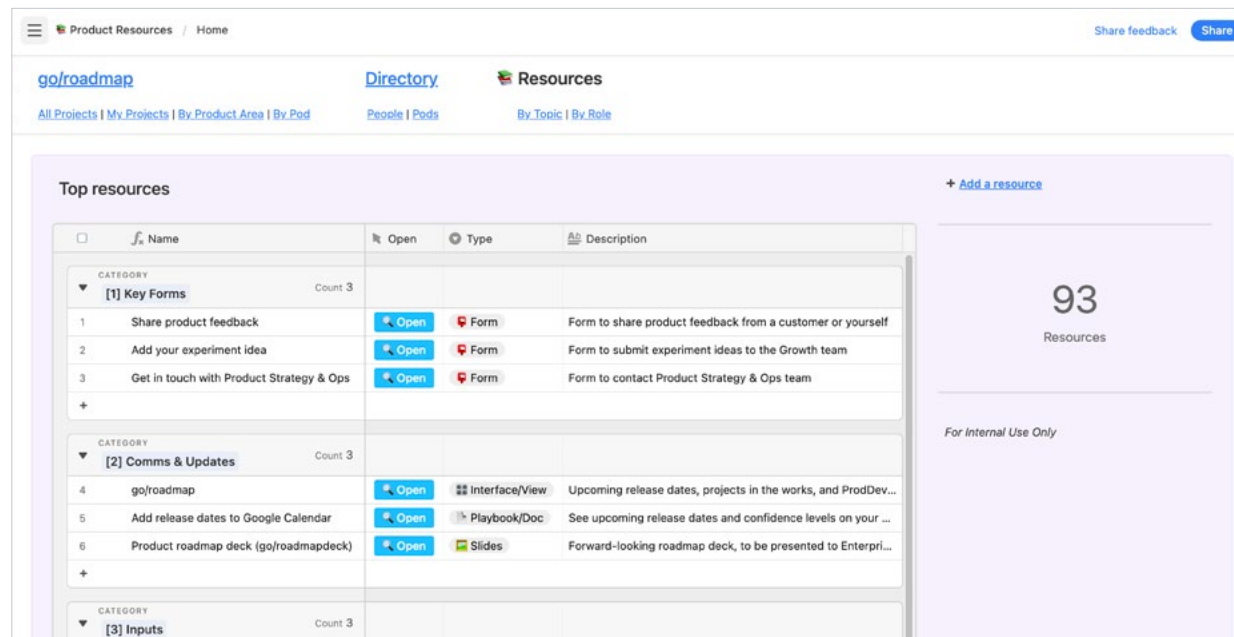 Product Resources / Home
Share feedback Share
go/roadmap Directory Resources
All Projects | My Projects | By Product Area | By Pod People | Pods By Topic | By Role
Top resources
+ Add a resource
Name Open Type Description
CATEGORY
[1] Key Forms Count 3
1 Share product feedback Open Form Form to share product feedback from a customer or yourself
2 Add your experiment idea Open Form Form to submit experiment ideas to the Growth team
3 Get in touch with Product Strategy & Ops Open Form Form to contact Product Strategy & Ops team
+
93
Resources
For Internal Use Only
CATEGORY
[2] Comms & Updates Count 3
4 go/roadmap Open Interface/View Upcoming release dates, projects in the works, and ProdDev...
5 Add release dates to Google Calendar Open Playbook/Doc See upcoming release dates and confidence levels on your ...
6 Product roadmap deck (go/roadmapdeck) Open Slides Forward-looking roadmap deck, to be presented to Enterpri...
+
CATEGORY
[3] Inputs Count 3